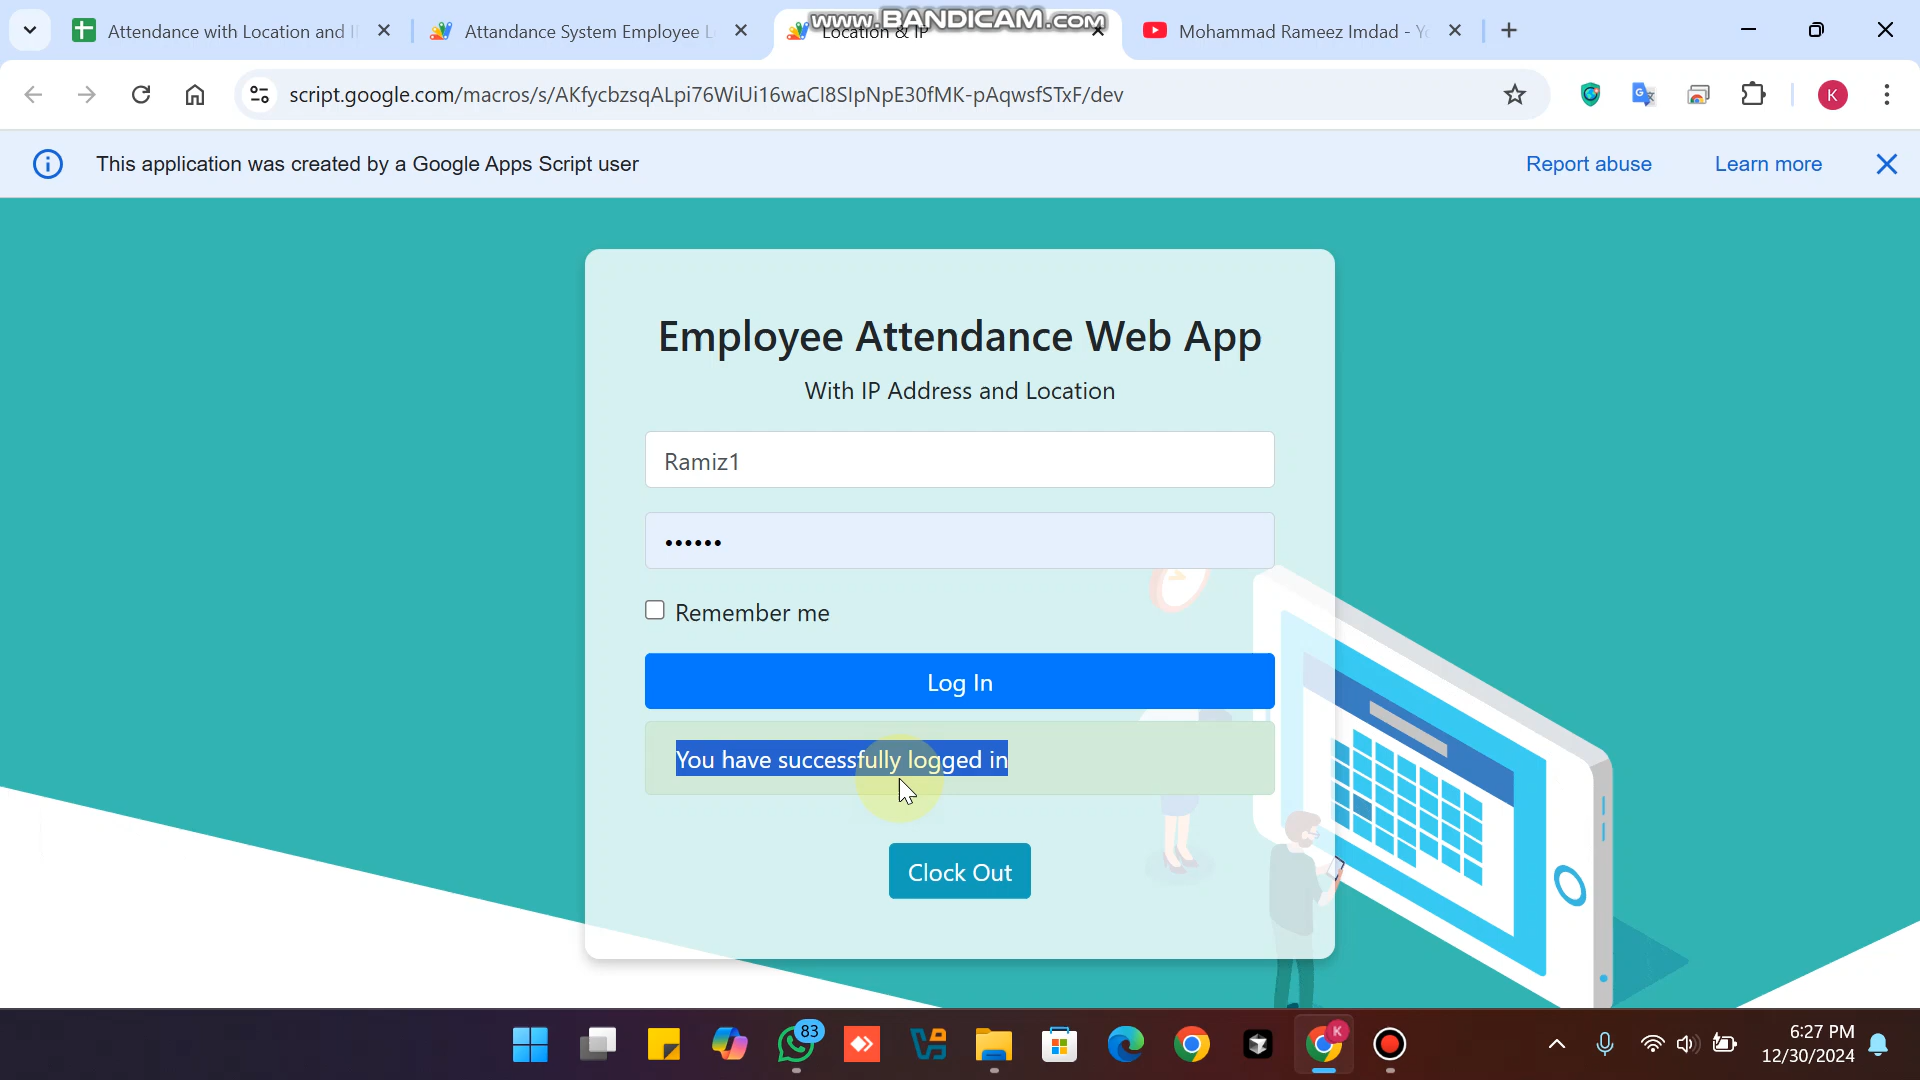 Attendance with Location and I
Attandance System Employee L
Location & IP
www.BANDICAM.com
Mohammad Rameez Imdad - Yo
script.google.com/macros/s/AKfycbzsqALpi76WiUi16waCl8SIpNpE30fMK-pAqwsfSTxF/dev
K
This application was created by a Google Apps Script user
Report abuse
Learn more
Employee Attendance Web App
With IP Address and Location
Ramiz1
••••••
Remember me
Log In
You have successfully logged in
Clock Out
83
K
6:27 PM
12/30/2024